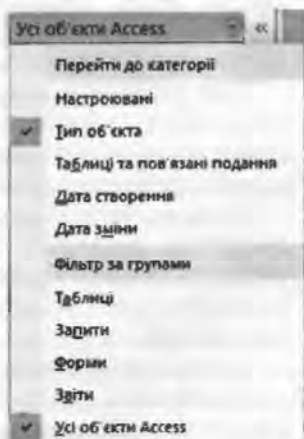 Усі об'єкти Access «
Перейти до категорії
Настроювані
Тип об'єкта
Таблиці та пов'язані подання
Дата створення
Дата зміни
Фільтр за групами
Таблиці
Запити
Форми
Звіти
Усі об'єкти Access